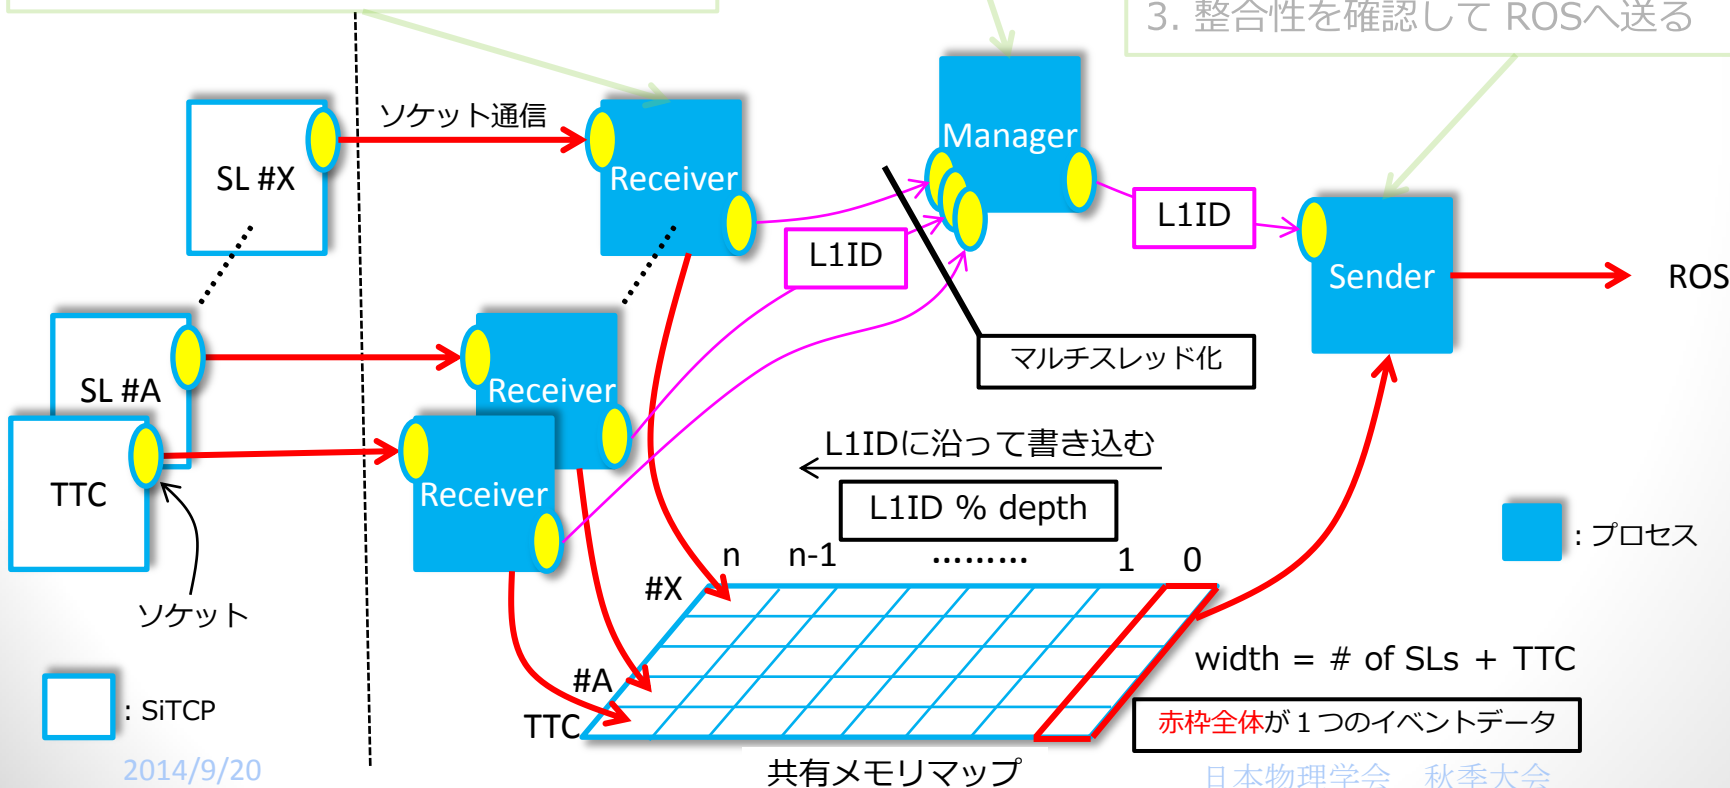 3. 整合性を確認して ROSへ送る
ソケット通信
SL #X
Receiver
Manager
L1ID
L1ID
Sender
ROS
SL #A
Receiver
マルチスレッド化
TTC
Receiver
L1IDに沿って書き込む
L1ID % depth
: プロセス
n n-1 ......... 1 0
#X
ソケット
#A
width = # of SLs + TTC
: SiTCP
TTC
赤枠全体が１つのイベントデータ
2014/9/20
共有メモリマップ
日本物理学会 秋季大会